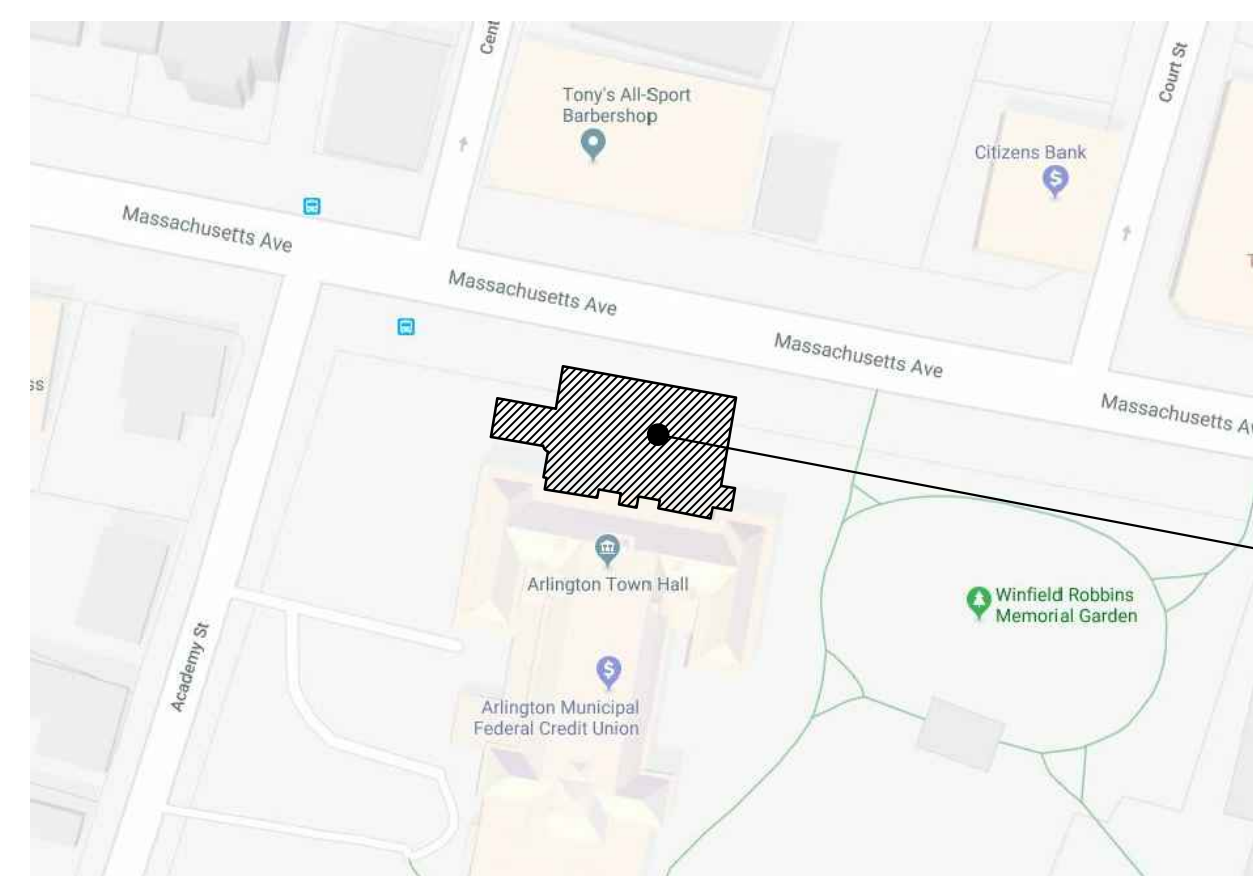 Cent
Court St
Tony's All-Sport
Barbershop
Citizens Bank
Massachusetts Ave
Massachusetts Ave
Massachusetts Ave
Massachusetts Av
ss
Arlington Town Hall
Winfield Robbins
Memorial Garden
Academy St
Arlington Municipal
Federal Credit Union
T